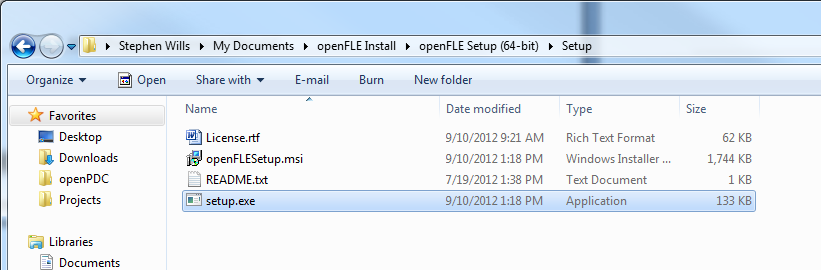 Stephen Wills My Documents openFLE Install openFLE Setup (64-bit) Setup
Organize Open Share with E-mail Burn New folder
Favorites
Desktop
Downloads
openPDC
Projects
Libraries
Documents
Name Date modified Type Size
License.rtf 9/10/2012 9:21 AM Rich Text Format 62 KB
openFLESetup.msi 9/10/2012 1:18 PM Windows Installer ... 1,744 KB
README.txt 7/19/2012 1:38 PM Text Document 1 KB
setup.exe 9/10/2012 1:18 PM Application 133 KB